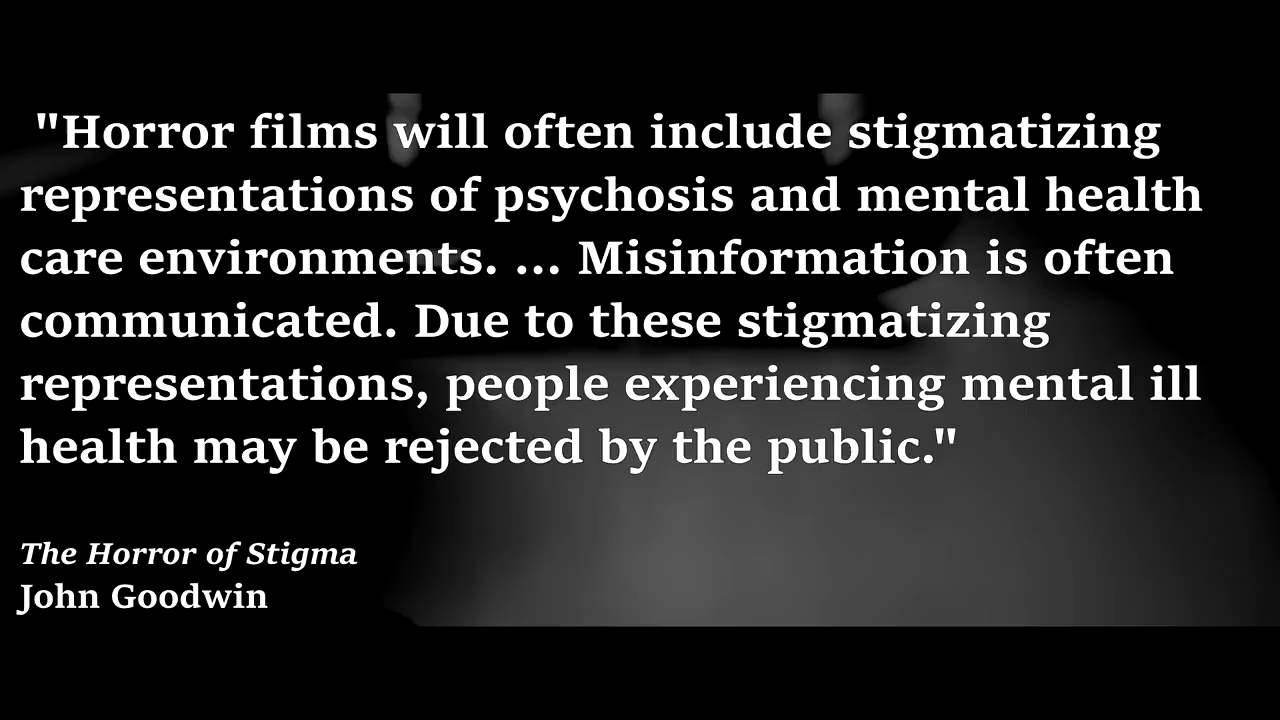 "Horror films will often include stigmatizing
representations of psychosis and mental health
care environments. ... Misinformation is often
communicated. Due to these stigmatizing
representations, people experiencing mental ill
health may be rejected by the public."
The Horror of Stigma
John Goodwin